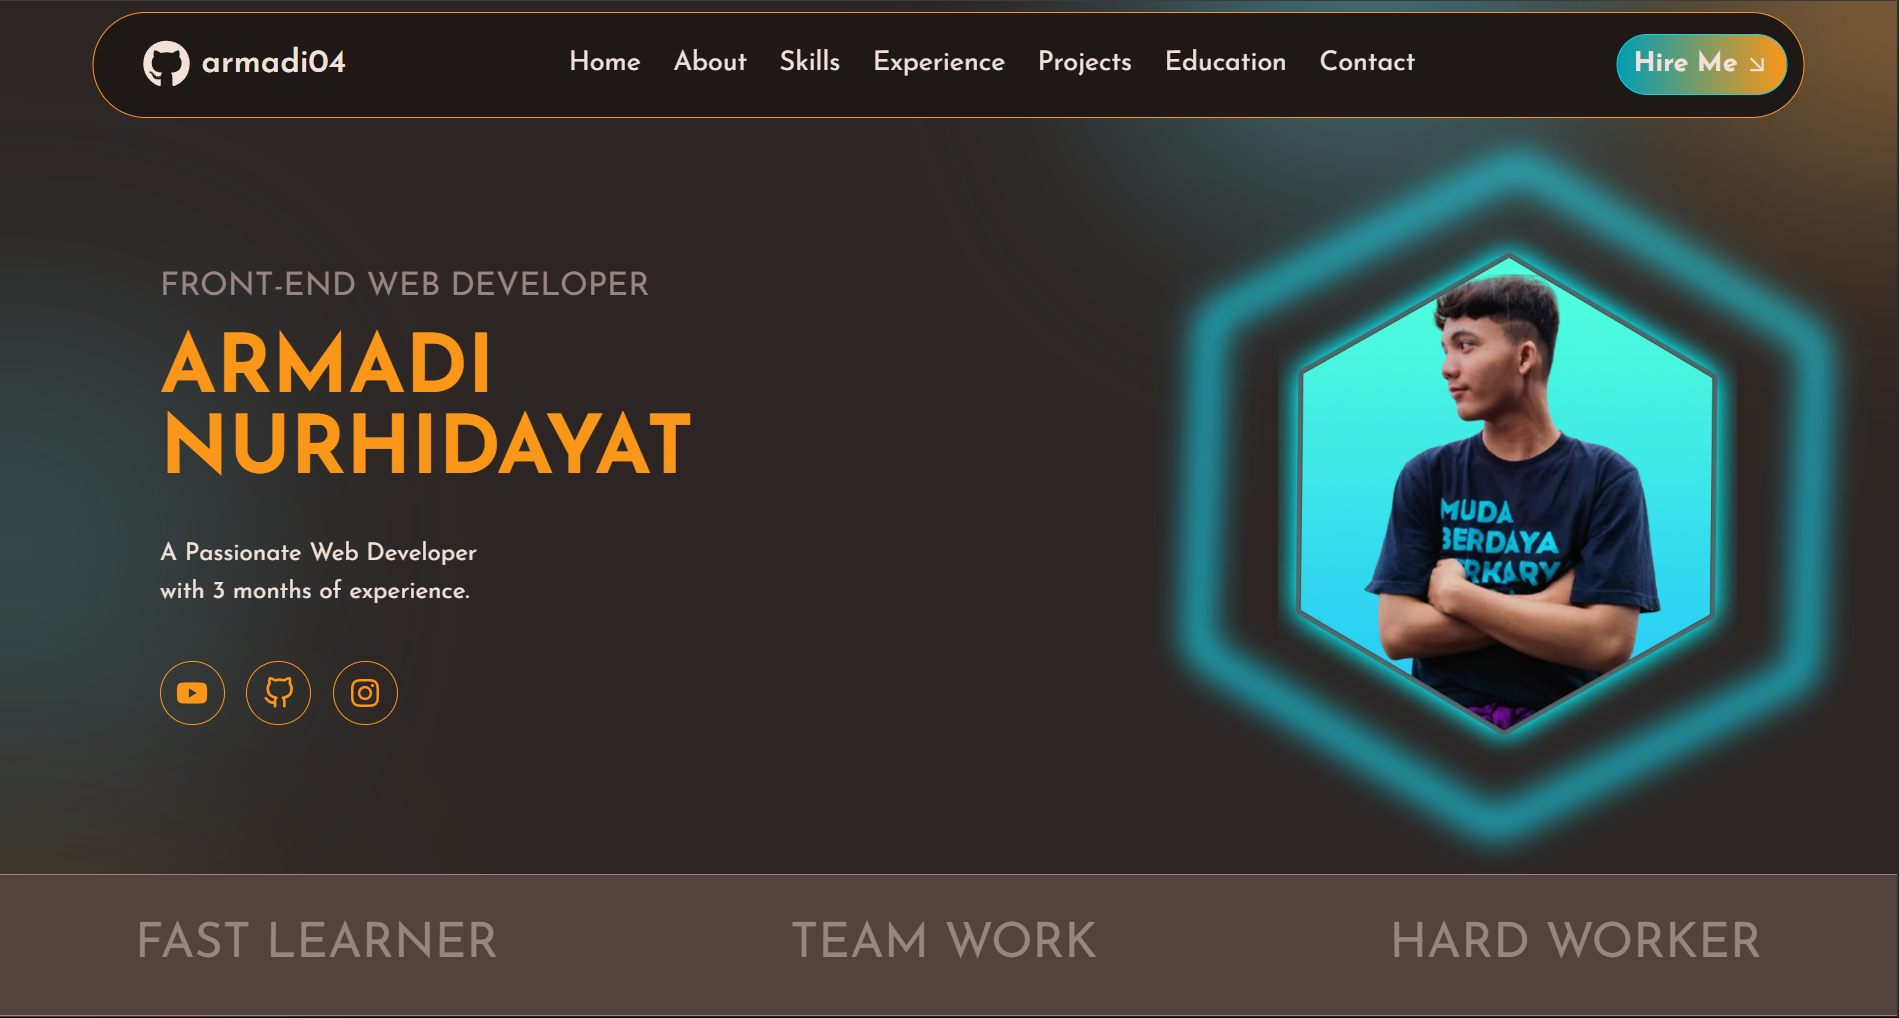 armadi04
Home
About
Skills
Experience
Projects
Education
Contact
Hire Me
FRONT-END WEB DEVELOPER
ARMADI
NURHIDAYAT
A Passionate Web Developer
with 3 months of experience.
MUDA
BERDAYA
FAST LEARNER
TEAM WORK
HARD WORKER